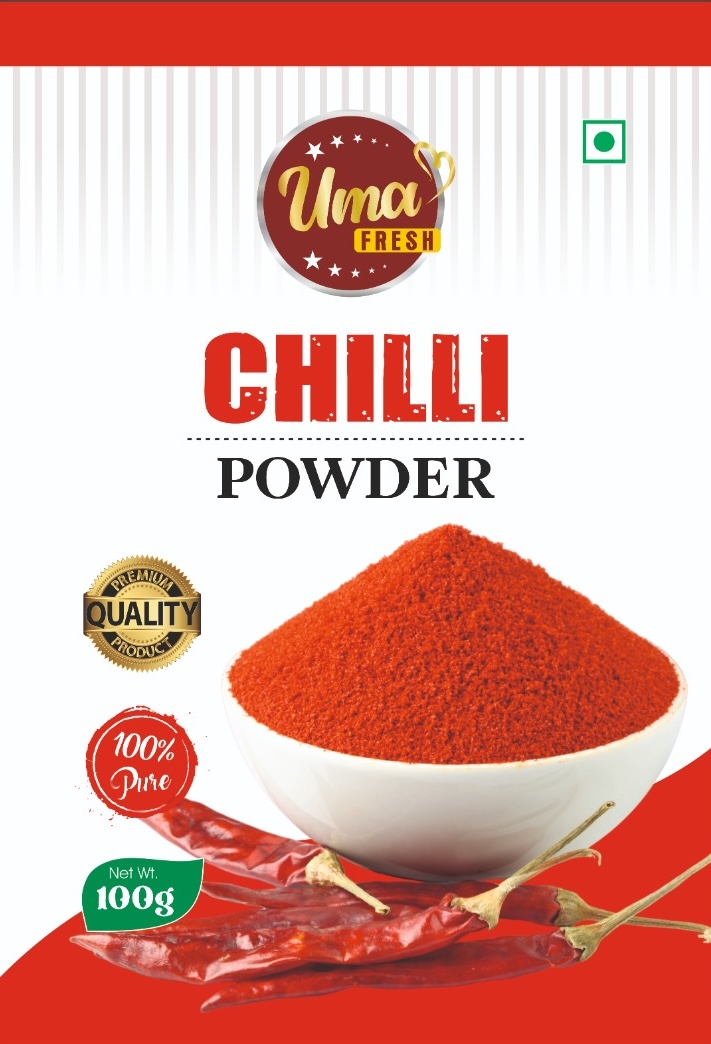 Uma
FRESH
CHILLI
POWDER
PREMIUM
QUALITY
PRODUCT
100%
Pure
Net Wt.
100g